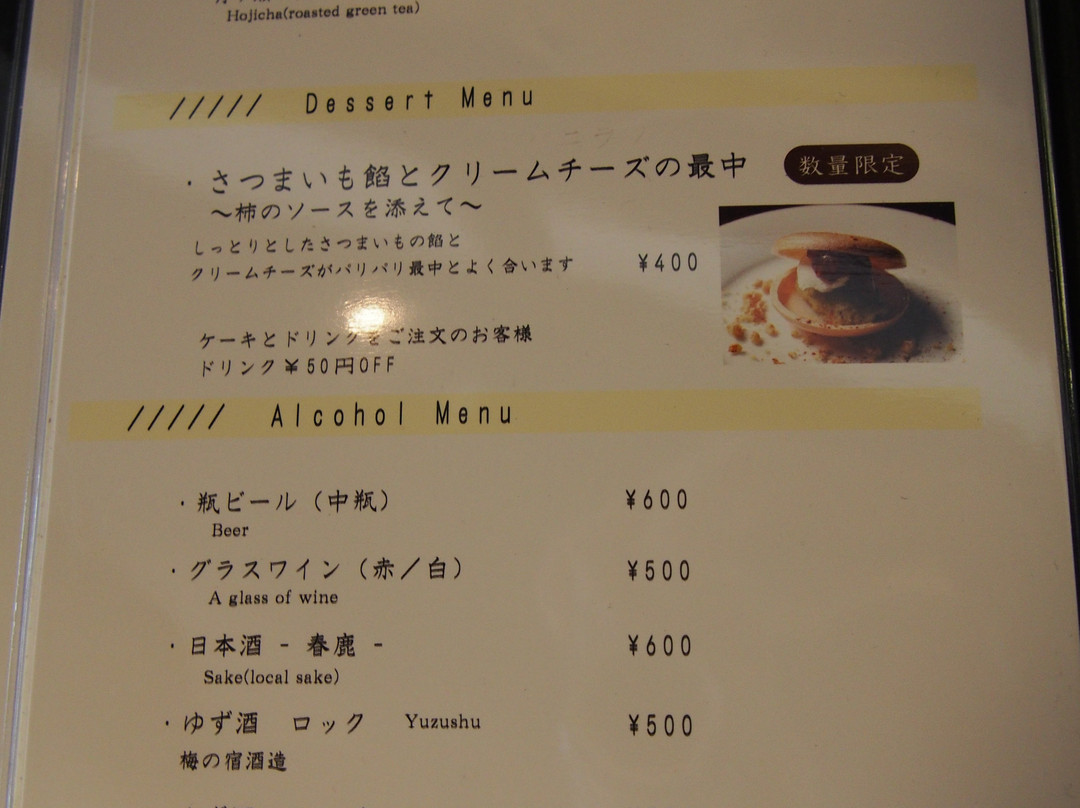 Hojicha(roasted green tea)
///// Dessert Menu
・さつまいも餡とクリームチーズの最中
数量限定
～柿のソースを添えて～
しっとりとしたさつまいもの餡と
クリームチーズがパリパリ最中とよく合います ¥400
ケーキとドリンクをご注文のお客様
ドリンク¥50円OFF
///// Alcohol Menu
・瓶ビール（中瓶） ¥600
Beer
・グラスワイン（赤／白） ¥500
A glass of wine
・日本酒 - 春鹿 - ¥600
Sake(local sake)
・ゆず酒 ロック Yuzushu ¥500
梅の宿酒造